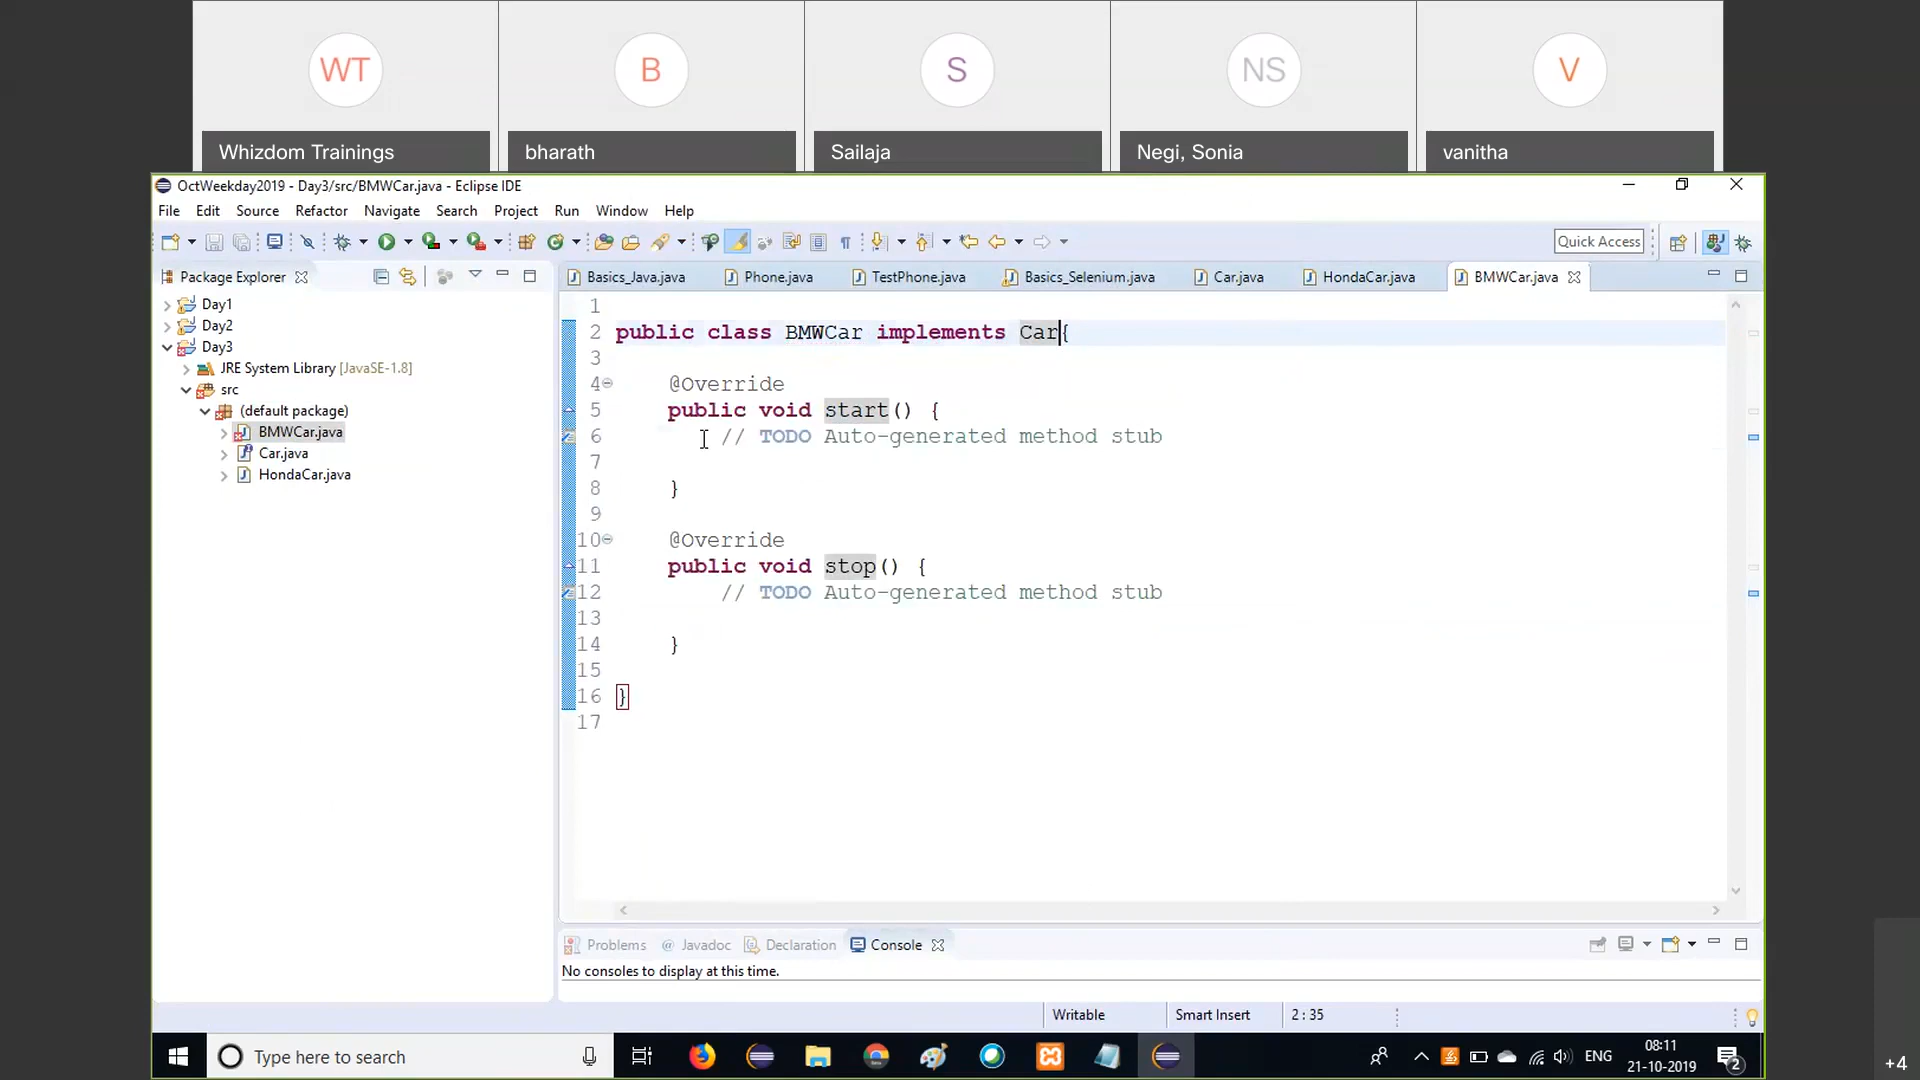 WT
B
S
NS
V
Whizdom Trainings
bharath
Sailaja
Negi, Sonia
vanitha
OctWeekday2019 - Day3/src/BMWCar.java - Eclipse IDE
File Edit Source Refactor Navigate Search Project Run Window Help
Quick Access
Package Explorer
Day1
Day2
Day3
JRE System Library [JavaSE-1.8]
src
(default package)
BMWCar.java
Car.java
HondaCar.java
Basics_Java.java Phone.java TestPhone.java Basics_Selenium.java Car.java HondaCar.java BMWCar.java
1
2 public class BMWCar implements Car{
3
4 @Override
5 public void start() {
6 // TODO Auto-generated method stub
7
8 }
9
10 @Override
11 public void stop() {
12 // TODO Auto-generated method stub
13
14 }
15
16 }
17
Problems @ Javadoc Declaration Console
No consoles to display at this time.
Writable Smart Insert 2 : 35
Type here to search
ENG
08:11
21-10-2019
2
+4